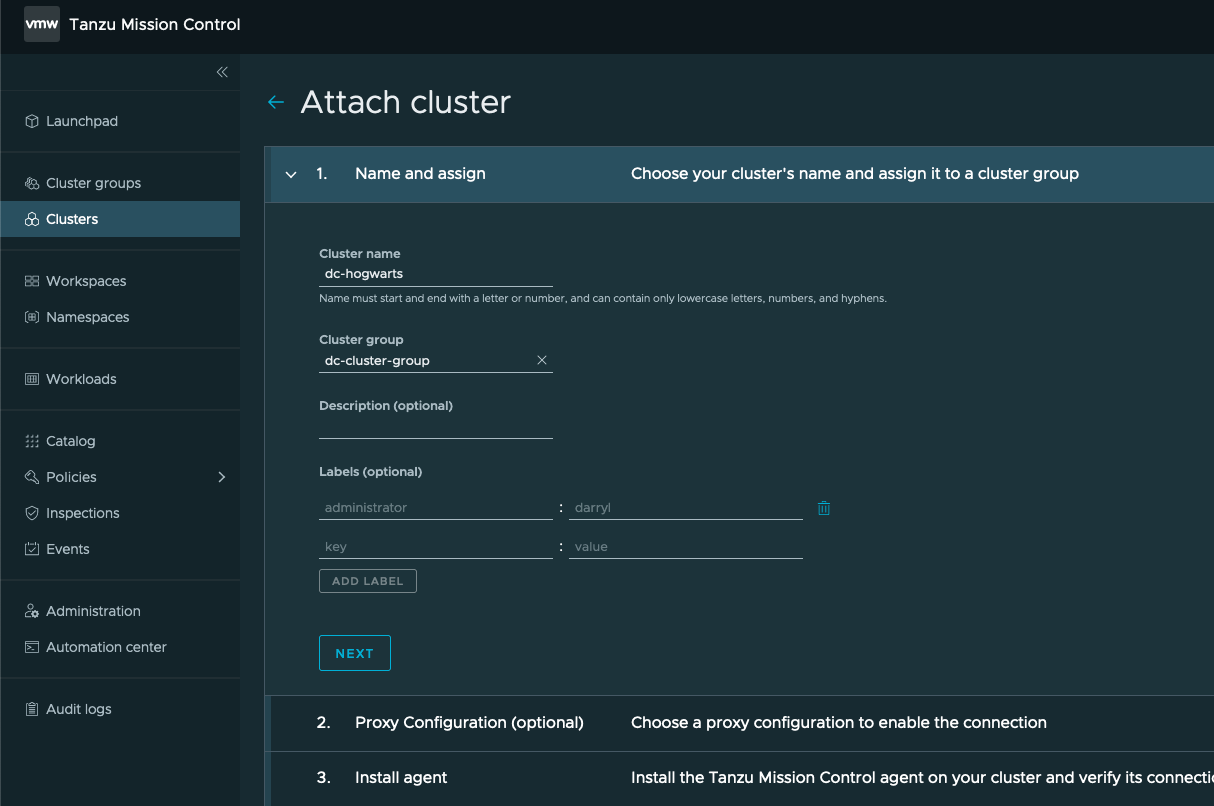 vmw Tanzu Mission Control
Launchpad
Cluster groups
Clusters
Workspaces
Namespaces
Workloads
Catalog
Policies
Inspections
Events
Administration
Automation center
Audit logs
Attach cluster
1. Name and assign Choose your cluster's name and assign it to a cluster group
Cluster name
dc-hogwarts
Name must start and end with a letter or number, and can contain only lowercase letters, numbers, and hyphens.
Cluster group
dc-cluster-group
Description (optional)
Labels (optional)
administrator : darryl
key : value
ADD LABEL
NEXT
2. Proxy Configuration (optional) Choose a proxy configuration to enable the connection
3. Install agent Install the Tanzu Mission Control agent on your cluster and verify its connectio